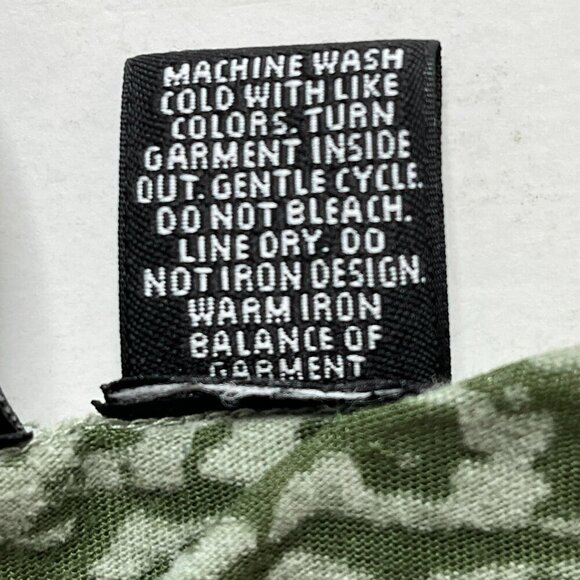 MACHINE WASH
COLD WITH LIKE
COLORS. TURN
GARMENT INSIDE
OUT. GENTLE CYCLE.
DO NOT BLEACH.
LINE DRY. DO
NOT IRON DESIGN.
WARM IRON
BALANCE OF
GARMENT